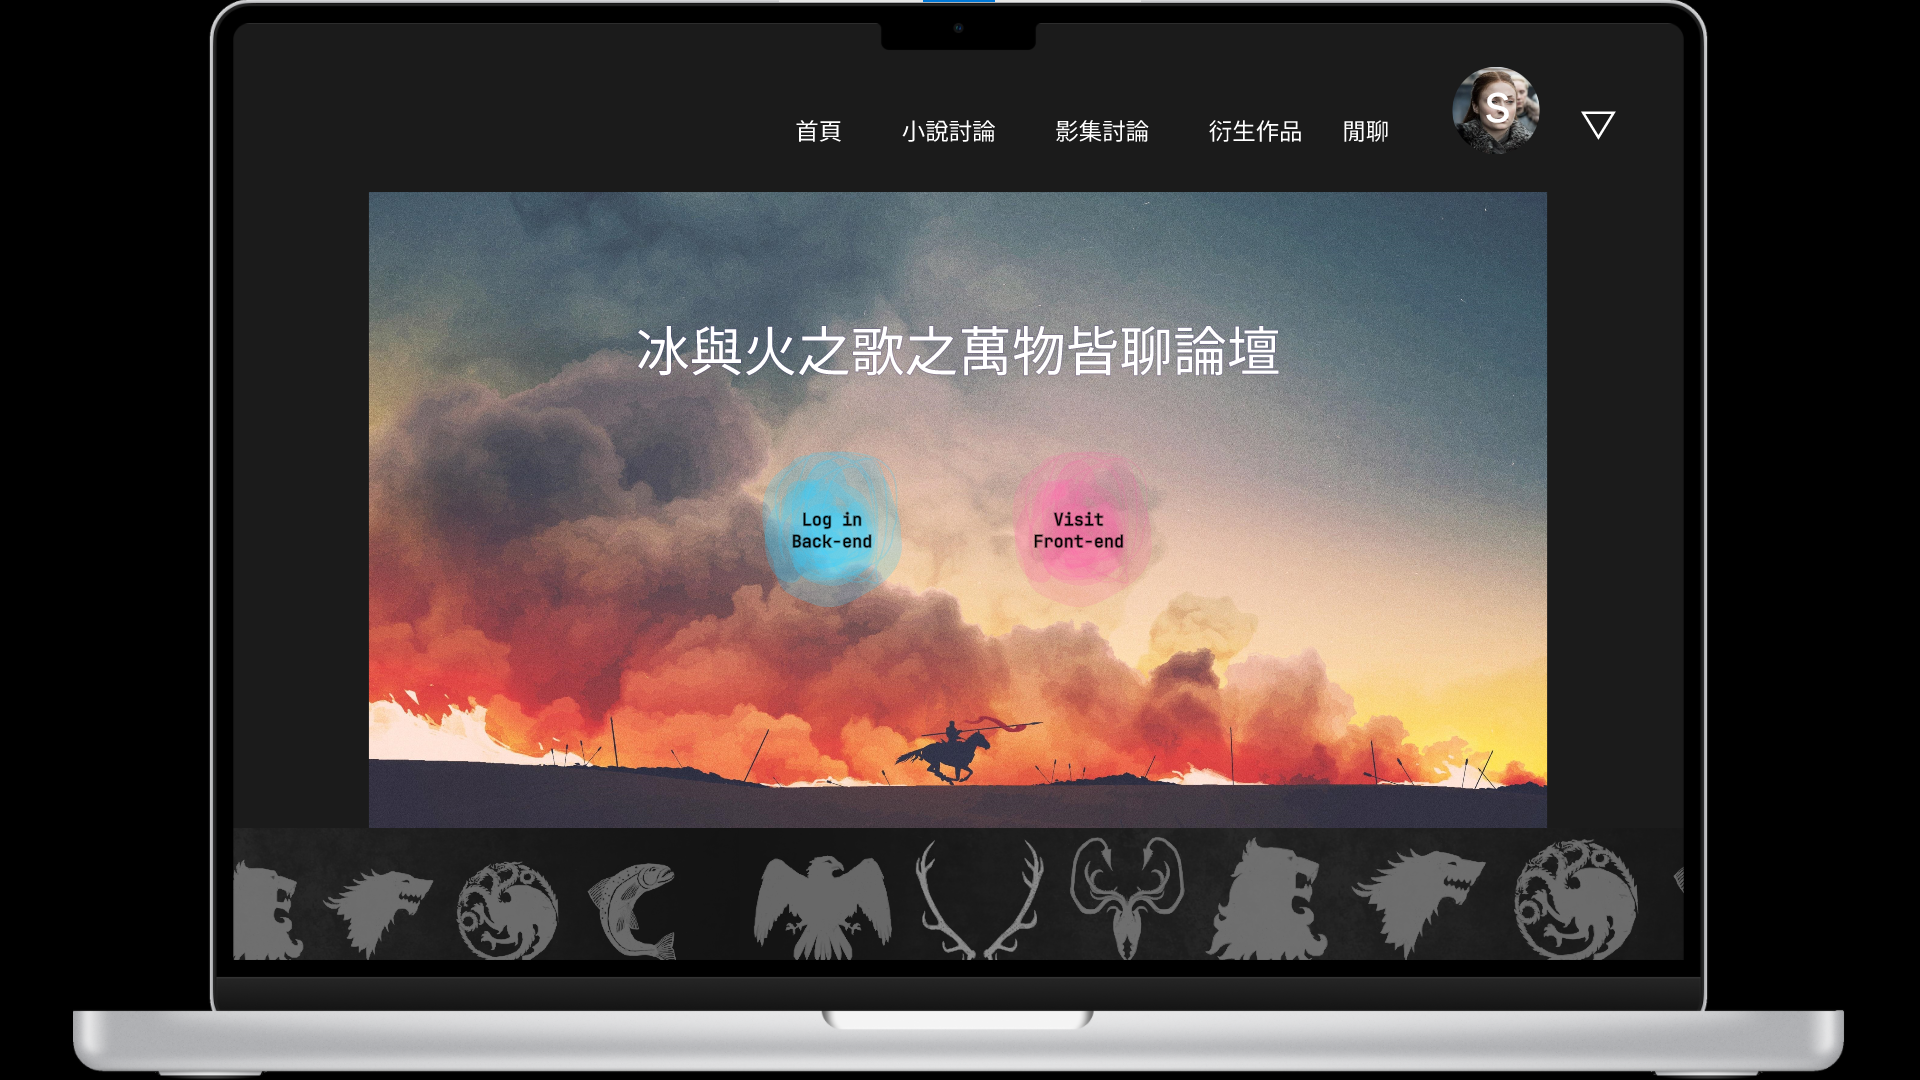 首頁 小說討論 影集討論 衍生作品 閒聊 S
冰與火之歌之萬物皆聊論壇
Log in
Back-end
Visit
Front-end